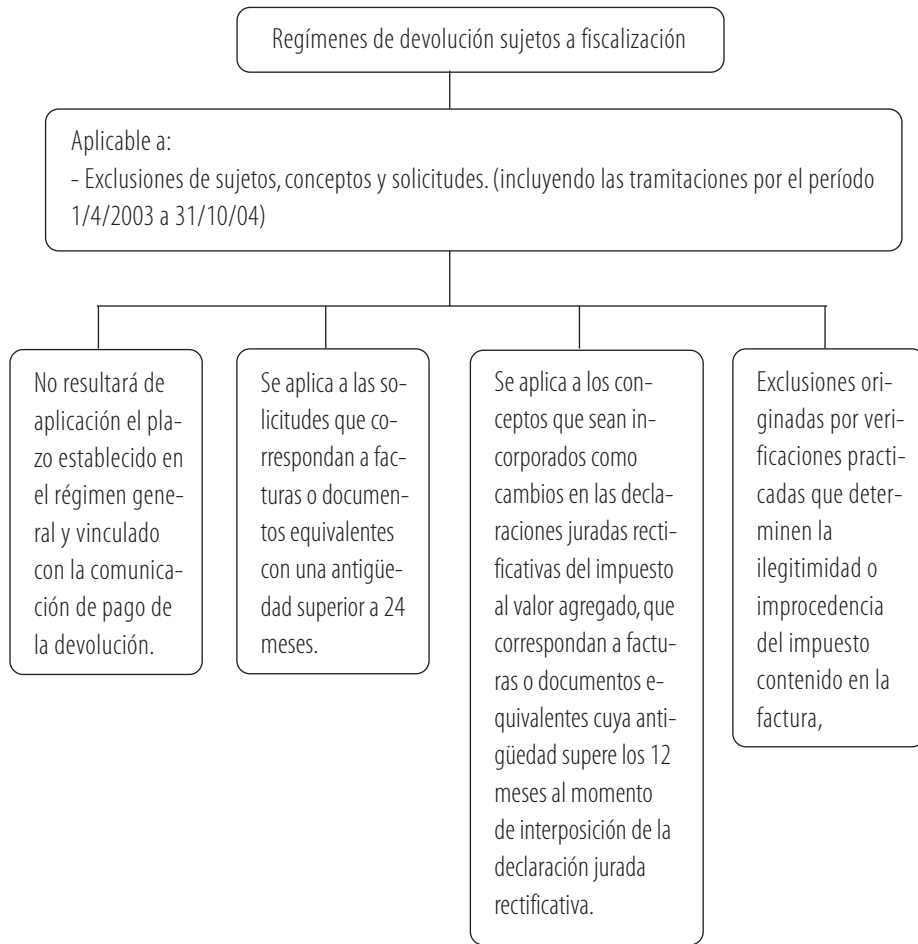 Regímenes de devolución sujetos a fiscalización
Aplicable a:
- Exclusiones de sujetos, conceptos y solicitudes. (incluyendo las tramitaciones por el período
1/4/2003 a 31/10/04)
No resultará de
aplicación el pla-
zo establecido en
el régimen gene-
ral y vinculado
con la comunica-
ción de pago de
la devolución.
Se aplica a las so-
licitudes que co-
rrespondan a fac-
turas o documen-
tos equivalentes
con una antigüe-
dad superior a 24
meses.
Se aplica a los con-
ceptos que sean in-
corporados como
cambios en las decla-
raciones juradas recti-
ficativas del impuesto
al valor agregado, que
correspondan a factu-
ras o documentos e-
quivalentes cuya anti-
güedad supere los 12
meses al momento
de interposición de la
declaración jurada
rectificativa.
Exclusiones ori-
ginadas por veri-
ficaciones practi-
cadas que deter-
minen la
ilegitimidad o
improcedencia
del impuesto
contenido en la
factura,